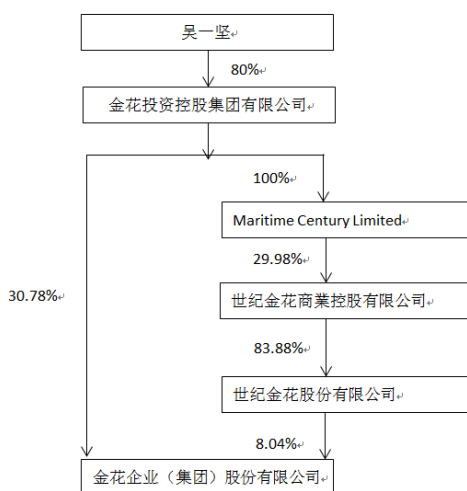 吴一坚
80%
金花投资控股集团有限公司
100%
Maritime Century Limited
29.98%
30.78%
世纪金花商業控股有限公司
83.88%
世纪金花股份有限公司
8.04%
金花企业（集团）股份有限公司